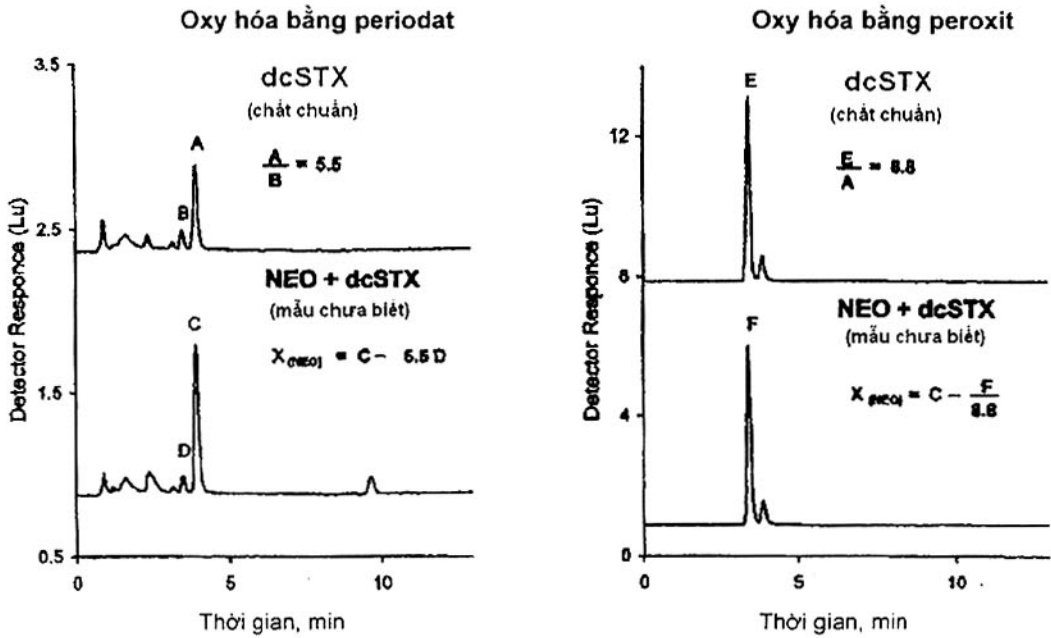 Oxy hóa bằng periodat
3.5
2.5
1.5
0.5
Detector Responce (Lu)
dcSTX
(chất chuẩn)
A
B
A
B
= 5.5
NEO + dcSTX
(mẫu chưa biết)
C
D
X(NEO) = C - 5.5 D
0
5
10
Thời gian, min
Oxy hóa bằng peroxit
12
8
4
0
Detector Responce (Lu)
E
dcSTX
(chất chuẩn)
E
A
= 8.8
F
NEO + dcSTX
(mẫu chưa biết)
X (NEO) = C -
F
8.8
0
5
10
Thời gian, min